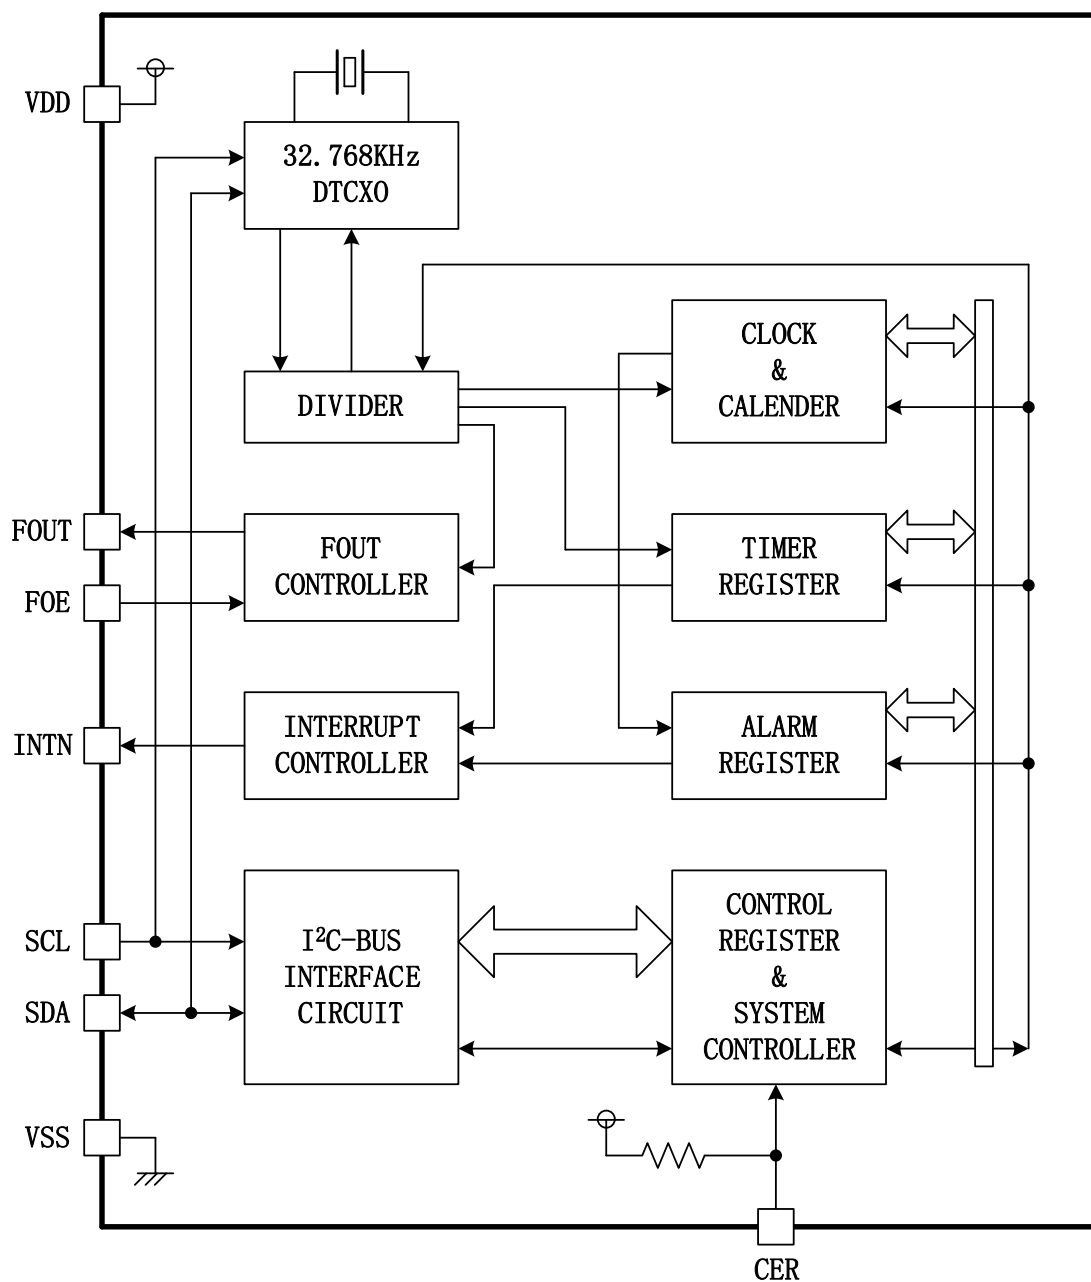 VDD
32.768KHz
DTCXO
CLOCK
&
CALENDER
DIVIDER
FOUT
FOE
FOUT
CONTROLLER
TIMER
REGISTER
INTN
INTERRUPT
CONTROLLER
ALARM
REGISTER
SCL
SDA
I²C-BUS
INTERFACE
CIRCUIT
CONTROL
REGISTER
&
SYSTEM
CONTROLLER
VSS
CER